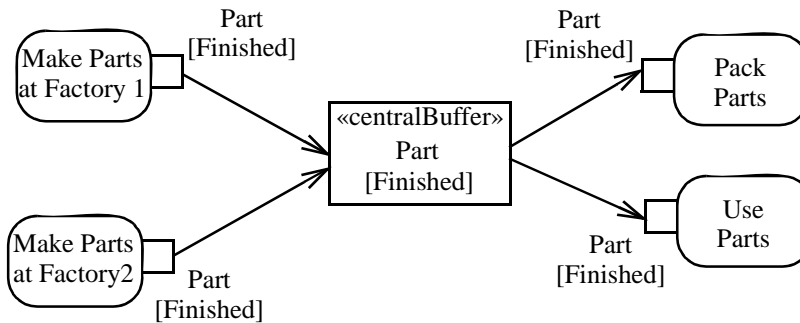 Part
[Finished]
Make Parts
at Factory 1
Part
[Finished]
Pack
Parts
«centralBuffer»
Part
[Finished]
Make Parts
at Factory2
Part
[Finished]
Use
Parts
Part
[Finished]